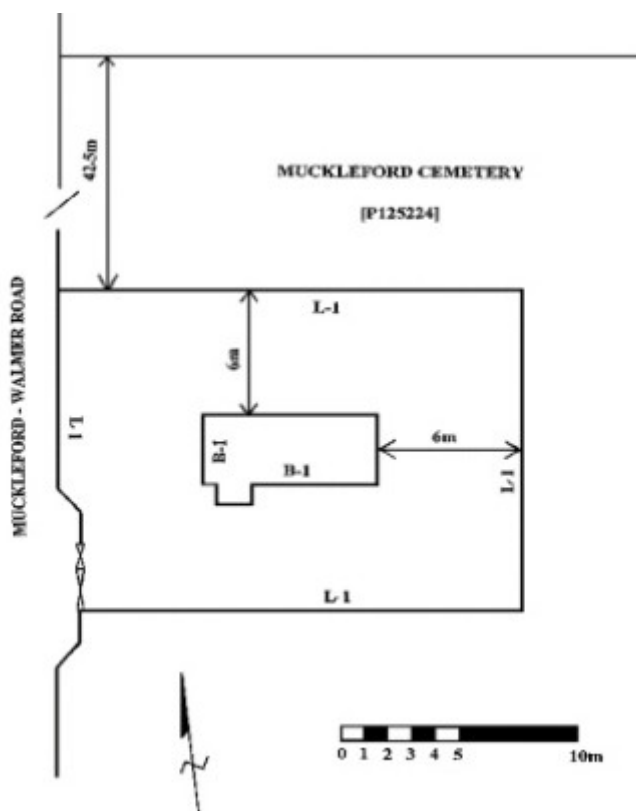 42·5m
MUCKLEFORD CEMETERY
[P125224]
MUCKLEFORD - WALMER ROAD
L-1
6m
L-1
B-1
B-1
6m
L-1
L-1
N
0 1 2 3 4 5 10m